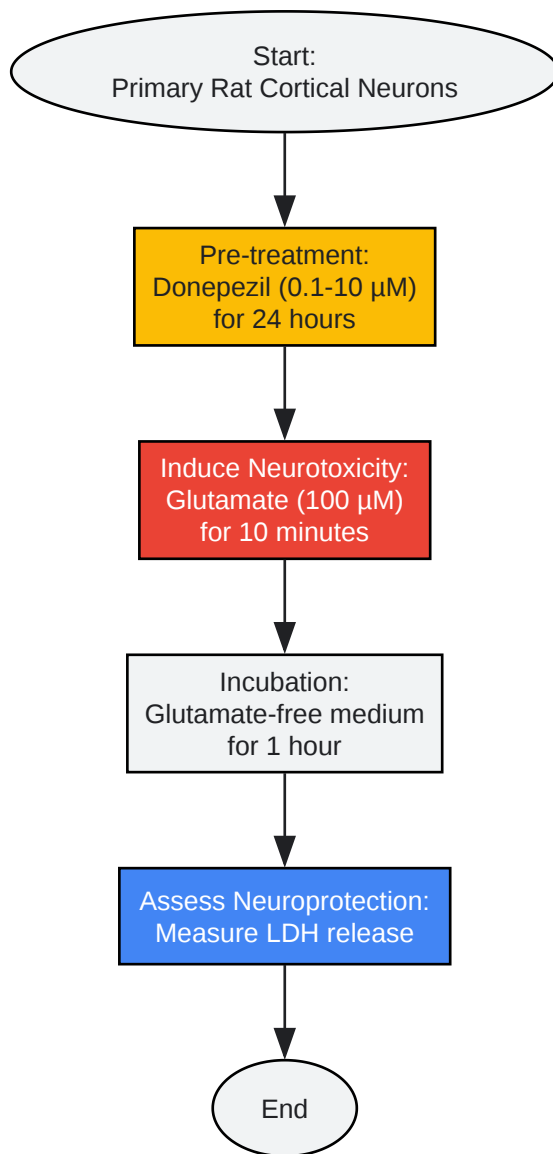 Start:
Primary Rat Cortical Neurons
Pre-treatment:
Donepezil (0.1-10 µM)
for 24 hours
Induce Neurotoxicity:
Glutamate (100 µM)
for 10 minutes
Incubation:
Glutamate-free medium
for 1 hour
Assess Neuroprotection:
Measure LDH release
End